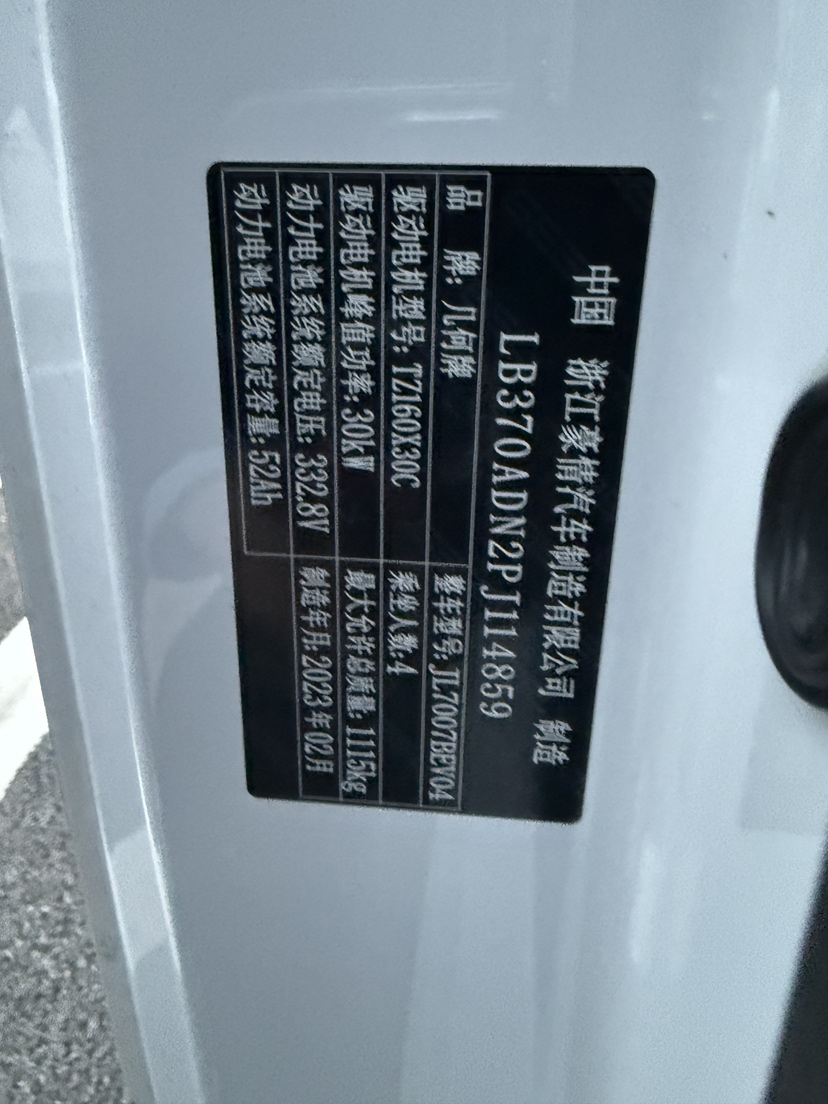 中国 浙江豪情汽车制造有限公司 制造
LB370ADN2PJ114859
品 牌: 几何牌 整车型号: JL7007BEV04
驱动电机型号: TZ160X30C 乘坐人数:4
驱动电机峰值功率: 30kW 最大允许总质量: 1115kg
动力电池系统额定电压: 332.8V 制造年月: 2023年02月
动力电池系统额定容量: 52Ah